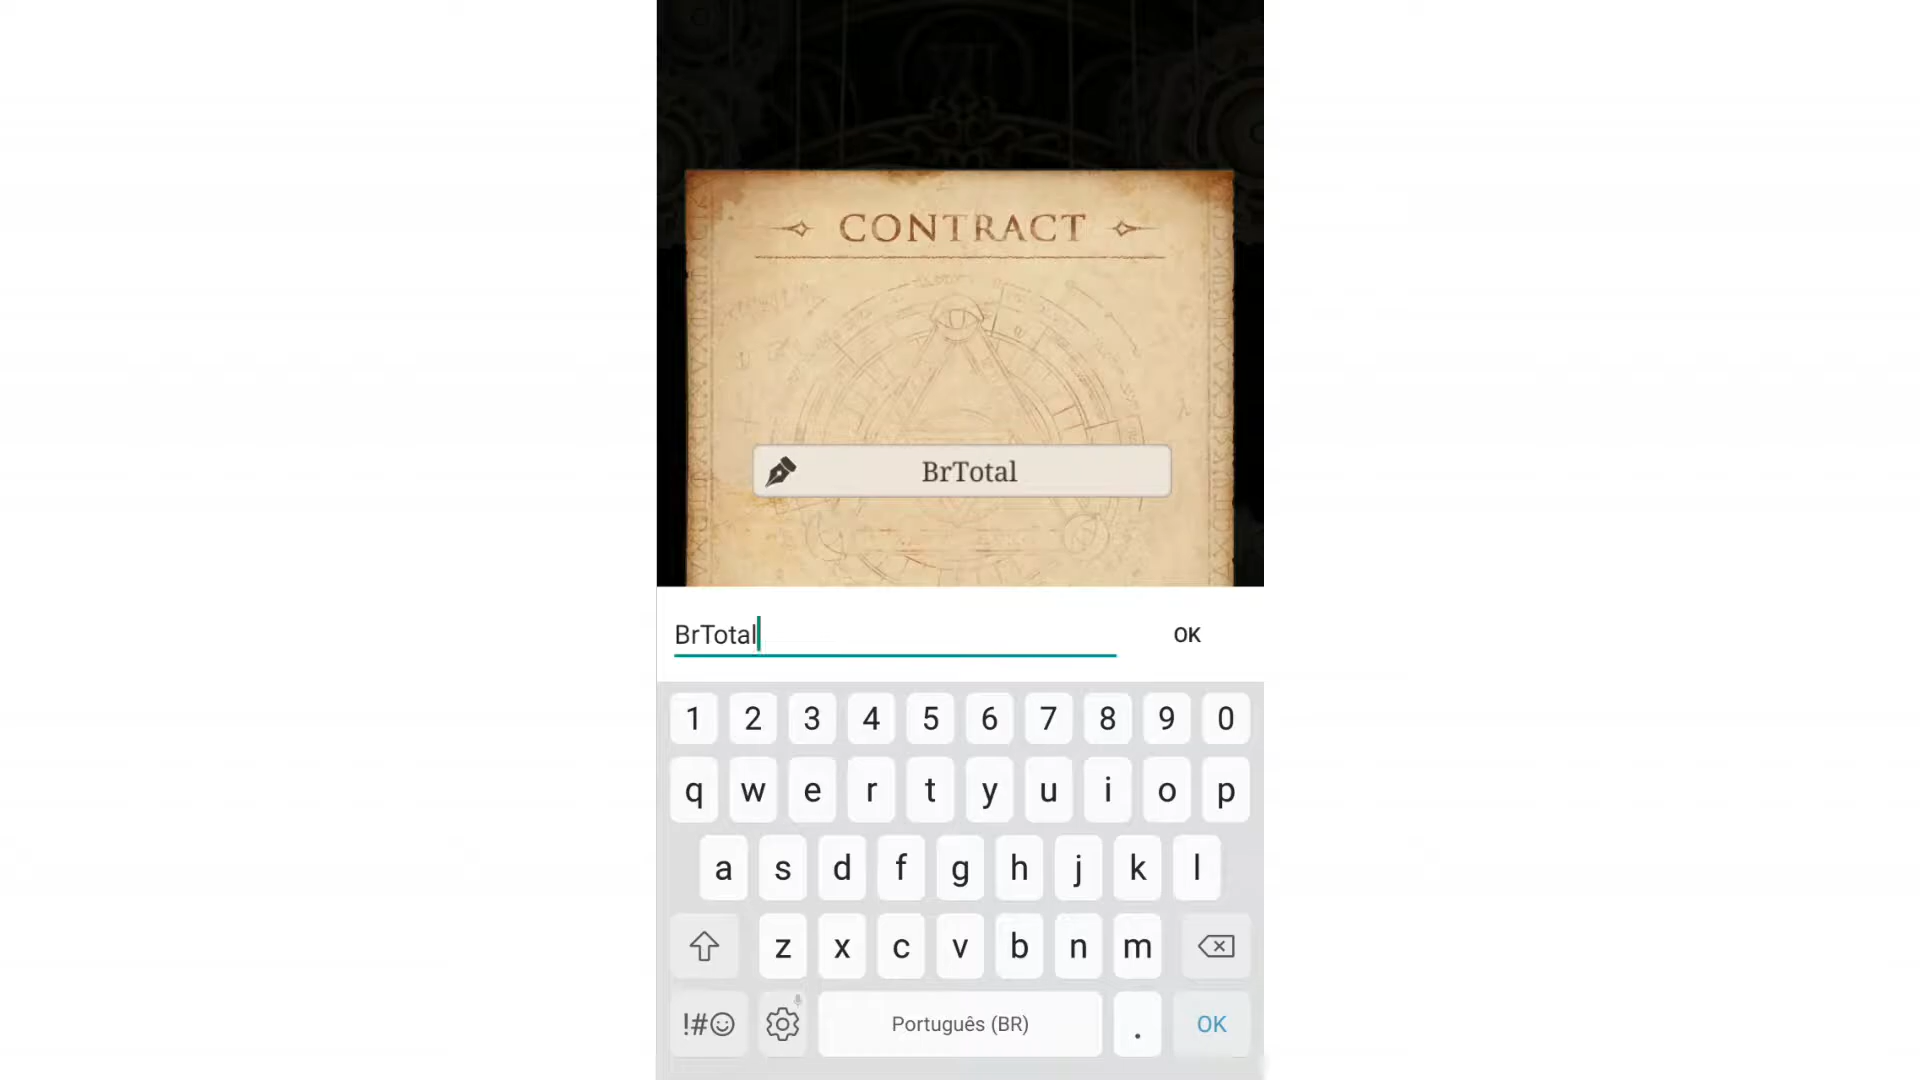 CONTRACT
BrTotal
BrTotal OK
1 2 3 4 5 6 7 8 9 0
q w e r t y u i o p
a s d f g h j k l
z x c v b n m
!#☺ Português (BR) . OK